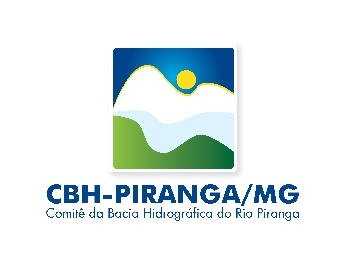 CBH-PIRANGA/MG
Comitê da Bacia Hidrográfica do Rio Piranga